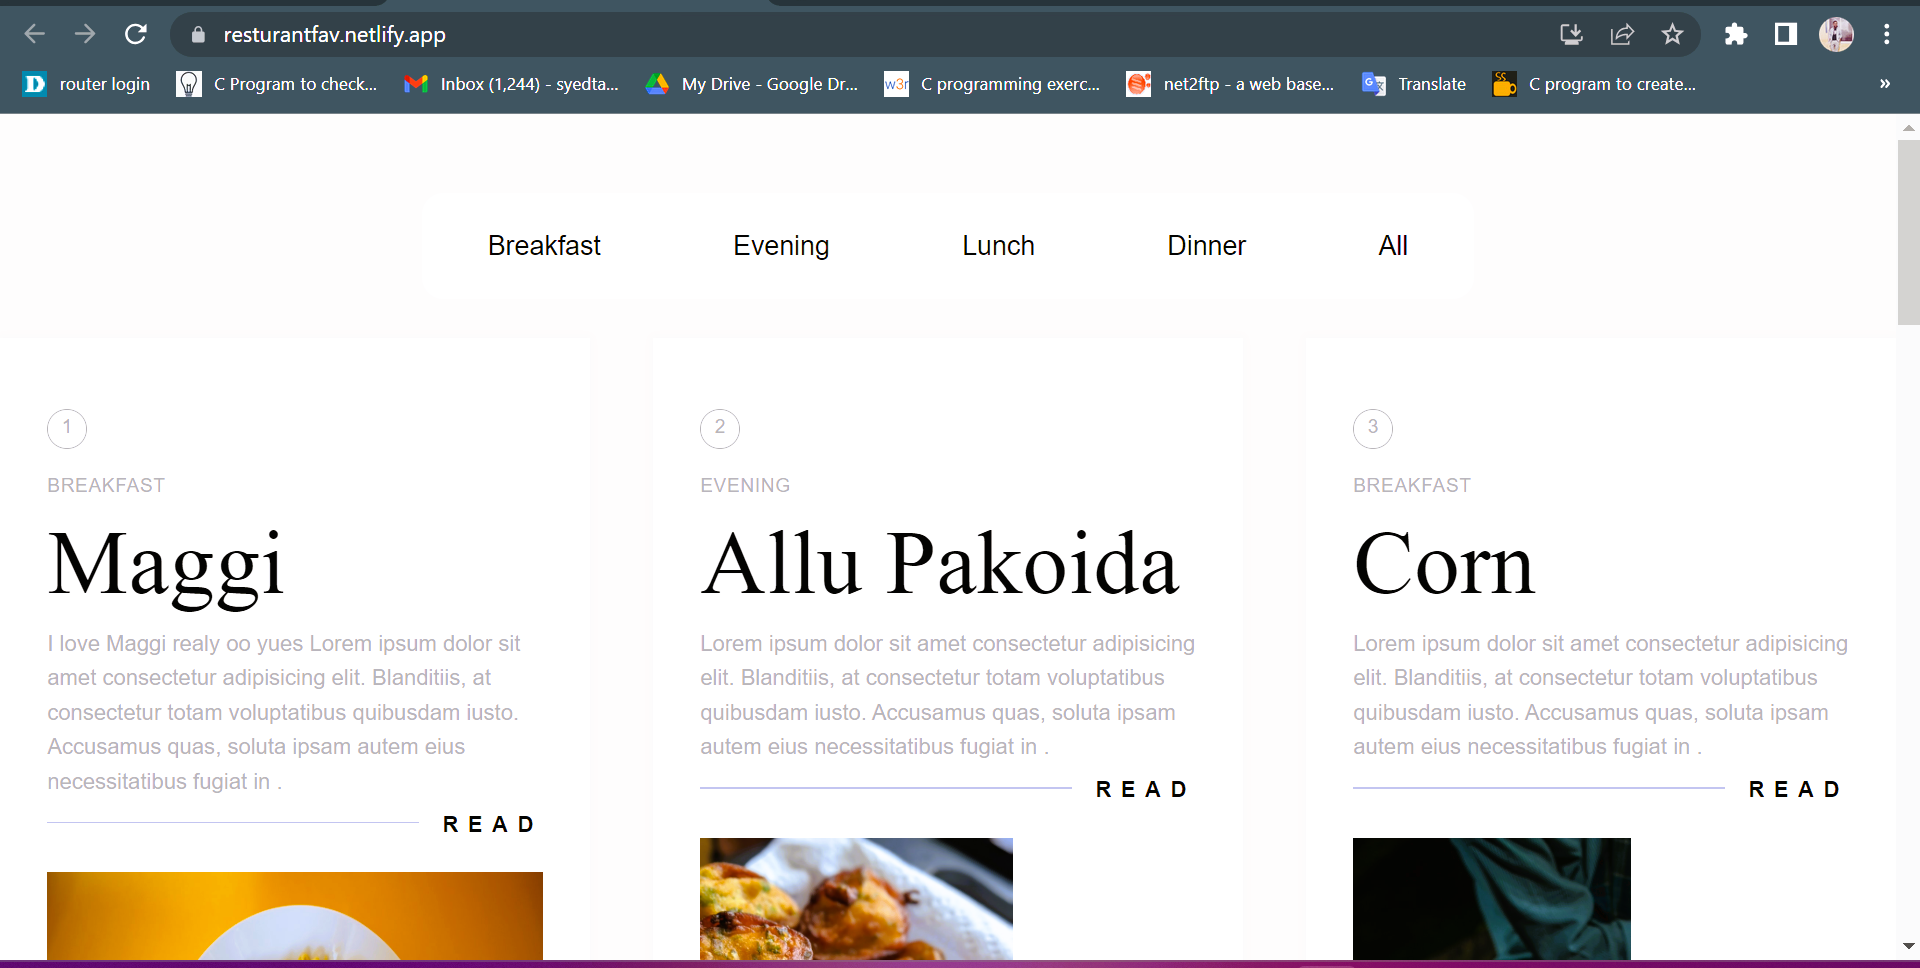 resturantfav.netlify.app
router login
C Program to check...
Inbox (1,244) - syedta...
My Drive - Google Dr...
w3r
C programming exerc...
net2ftp - a web base...
Translate
C program to create...
»
Breakfast Evening Lunch Dinner All
1
BREAKFAST
Maggi
I love Maggi realy oo yues Lorem ipsum dolor sit
amet consectetur adipisicing elit. Blanditiis, at
consectetur totam voluptatibus quibusdam iusto.
Accusamus quas, soluta ipsam autem eius
necessitatibus fugiat in .
READ
2
EVENING
Allu Pakoida
Lorem ipsum dolor sit amet consectetur adipisicing
elit. Blanditiis, at consectetur totam voluptatibus
quibusdam iusto. Accusamus quas, soluta ipsam
autem eius necessitatibus fugiat in .
READ
3
BREAKFAST
Corn
Lorem ipsum dolor sit amet consectetur adipisicing
elit. Blanditiis, at consectetur totam voluptatibus
quibusdam iusto. Accusamus quas, soluta ipsam
autem eius necessitatibus fugiat in .
READ